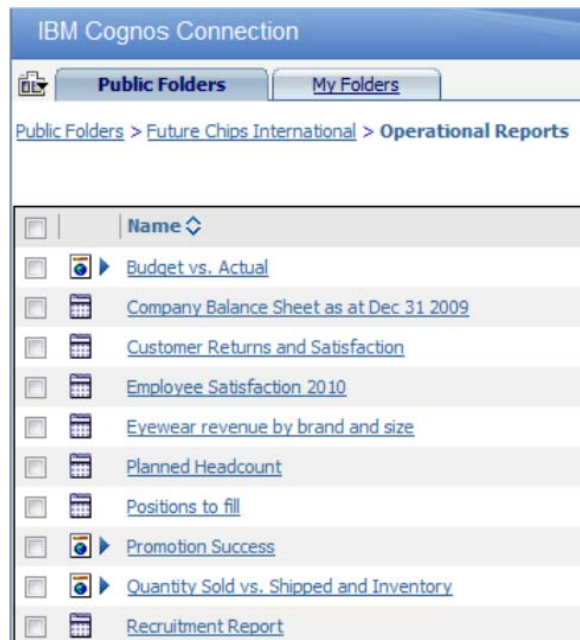 IBM Cognos Connection
Public Folders My Folders
Public Folders > Future Chips International > Operational Reports
Name
Budget vs. Actual
Company Balance Sheet as at Dec 31 2009
Customer Returns and Satisfaction
Employee Satisfaction 2010
Eyewear revenue by brand and size
Planned Headcount
Positions to fill
Promotion Success
Quantity Sold vs. Shipped and Inventory
Recruitment Report